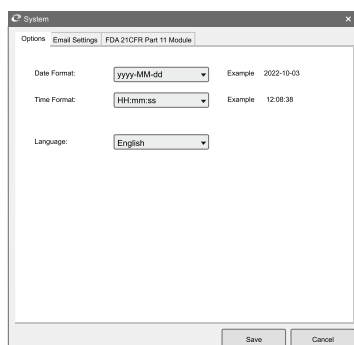 System ×
Options Email Settings FDA 21CFR Part 11 Module
Date Format: yyyy-MM-dd Example 2022-10-03
Time Format: HH:mm:ss Example 12:08:38
Language: English
Save Cancel